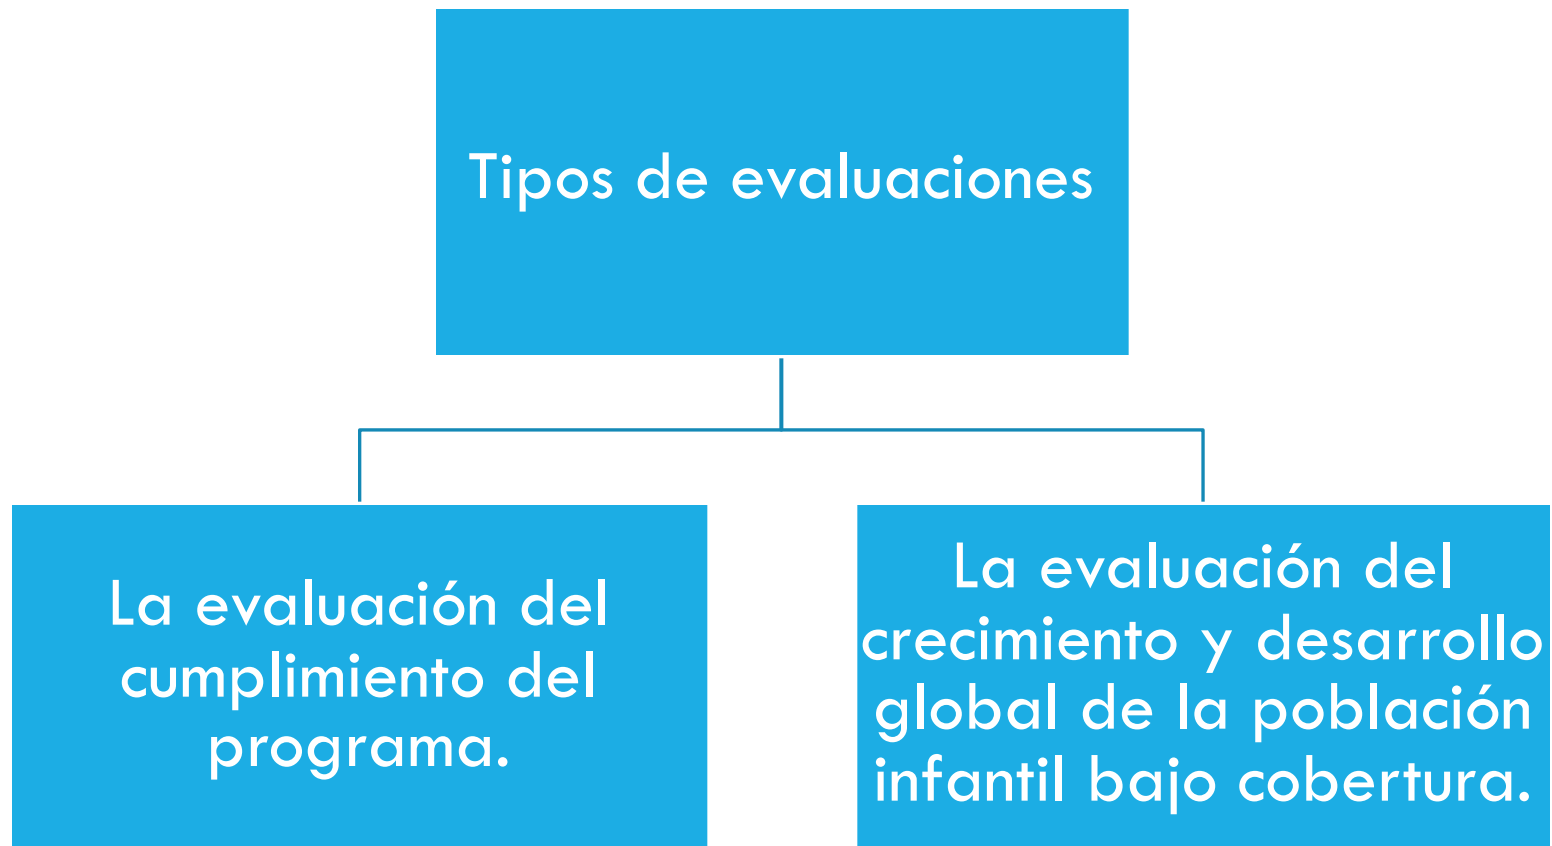 Tipos de evaluaciones
La evaluación del
cumplimiento del
programa.
La evaluación del
crecimiento y desarrollo
global de la población
infantil bajo cobertura.